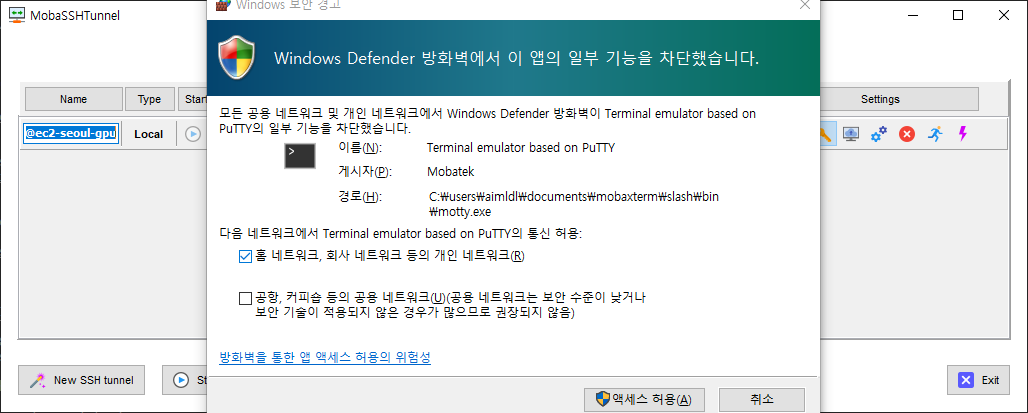 MobaSSHTunnel
Windows 보안 경고
Windows Defender 방화벽에서 이 앱의 일부 기능을 차단했습니다.
Name Type Start Settings
모든 공용 네트워크 및 개인 네트워크에서 Windows Defender 방화벽이 Terminal emulator based on
PuTTY의 일부 기능을 차단했습니다.
@ec2-seoul-gpu Local
이름(N): Terminal emulator based on PuTTY
게시자(P): Mobatek
경로(H): C:₩users₩aimldl₩documents₩mobaxterm₩slash₩bin
₩motty.exe
다음 네트워크에서 Terminal emulator based on PuTTY의 통신 허용:
홈 네트워크, 회사 네트워크 등의 개인 네트워크(R)
공항, 커피숍 등의 공용 네트워크(U)(공용 네트워크는 보안 수준이 낮거나
보안 기술이 적용되지 않은 경우가 많으므로 권장되지 않음)
방화벽을 통한 앱 액세스 허용의 위험성
New SSH tunnel St Exit
액세스 허용(A) 취소